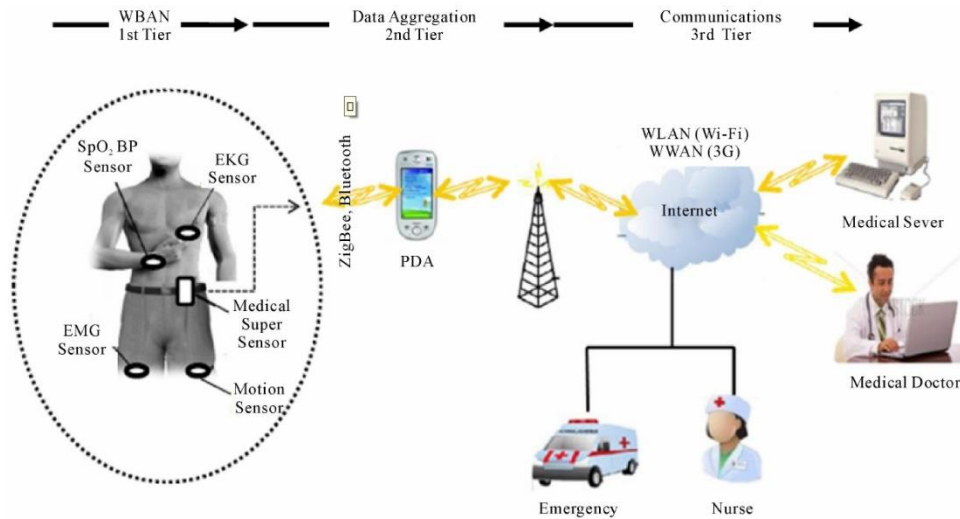 WBAN
1st Tier
Data Aggregation
2nd Tier
Communications
3rd Tier
SpO₂ BP
Sensor
EKG
Sensor
EMG
Sensor
Medical
Super
Sensor
Motion
Sensor
ZigBee, Bluetooth
PDA
WLAN (Wi-Fi)
WWAN (3G)
Internet
Medical Sever
Medical Doctor
Emergency
Nurse